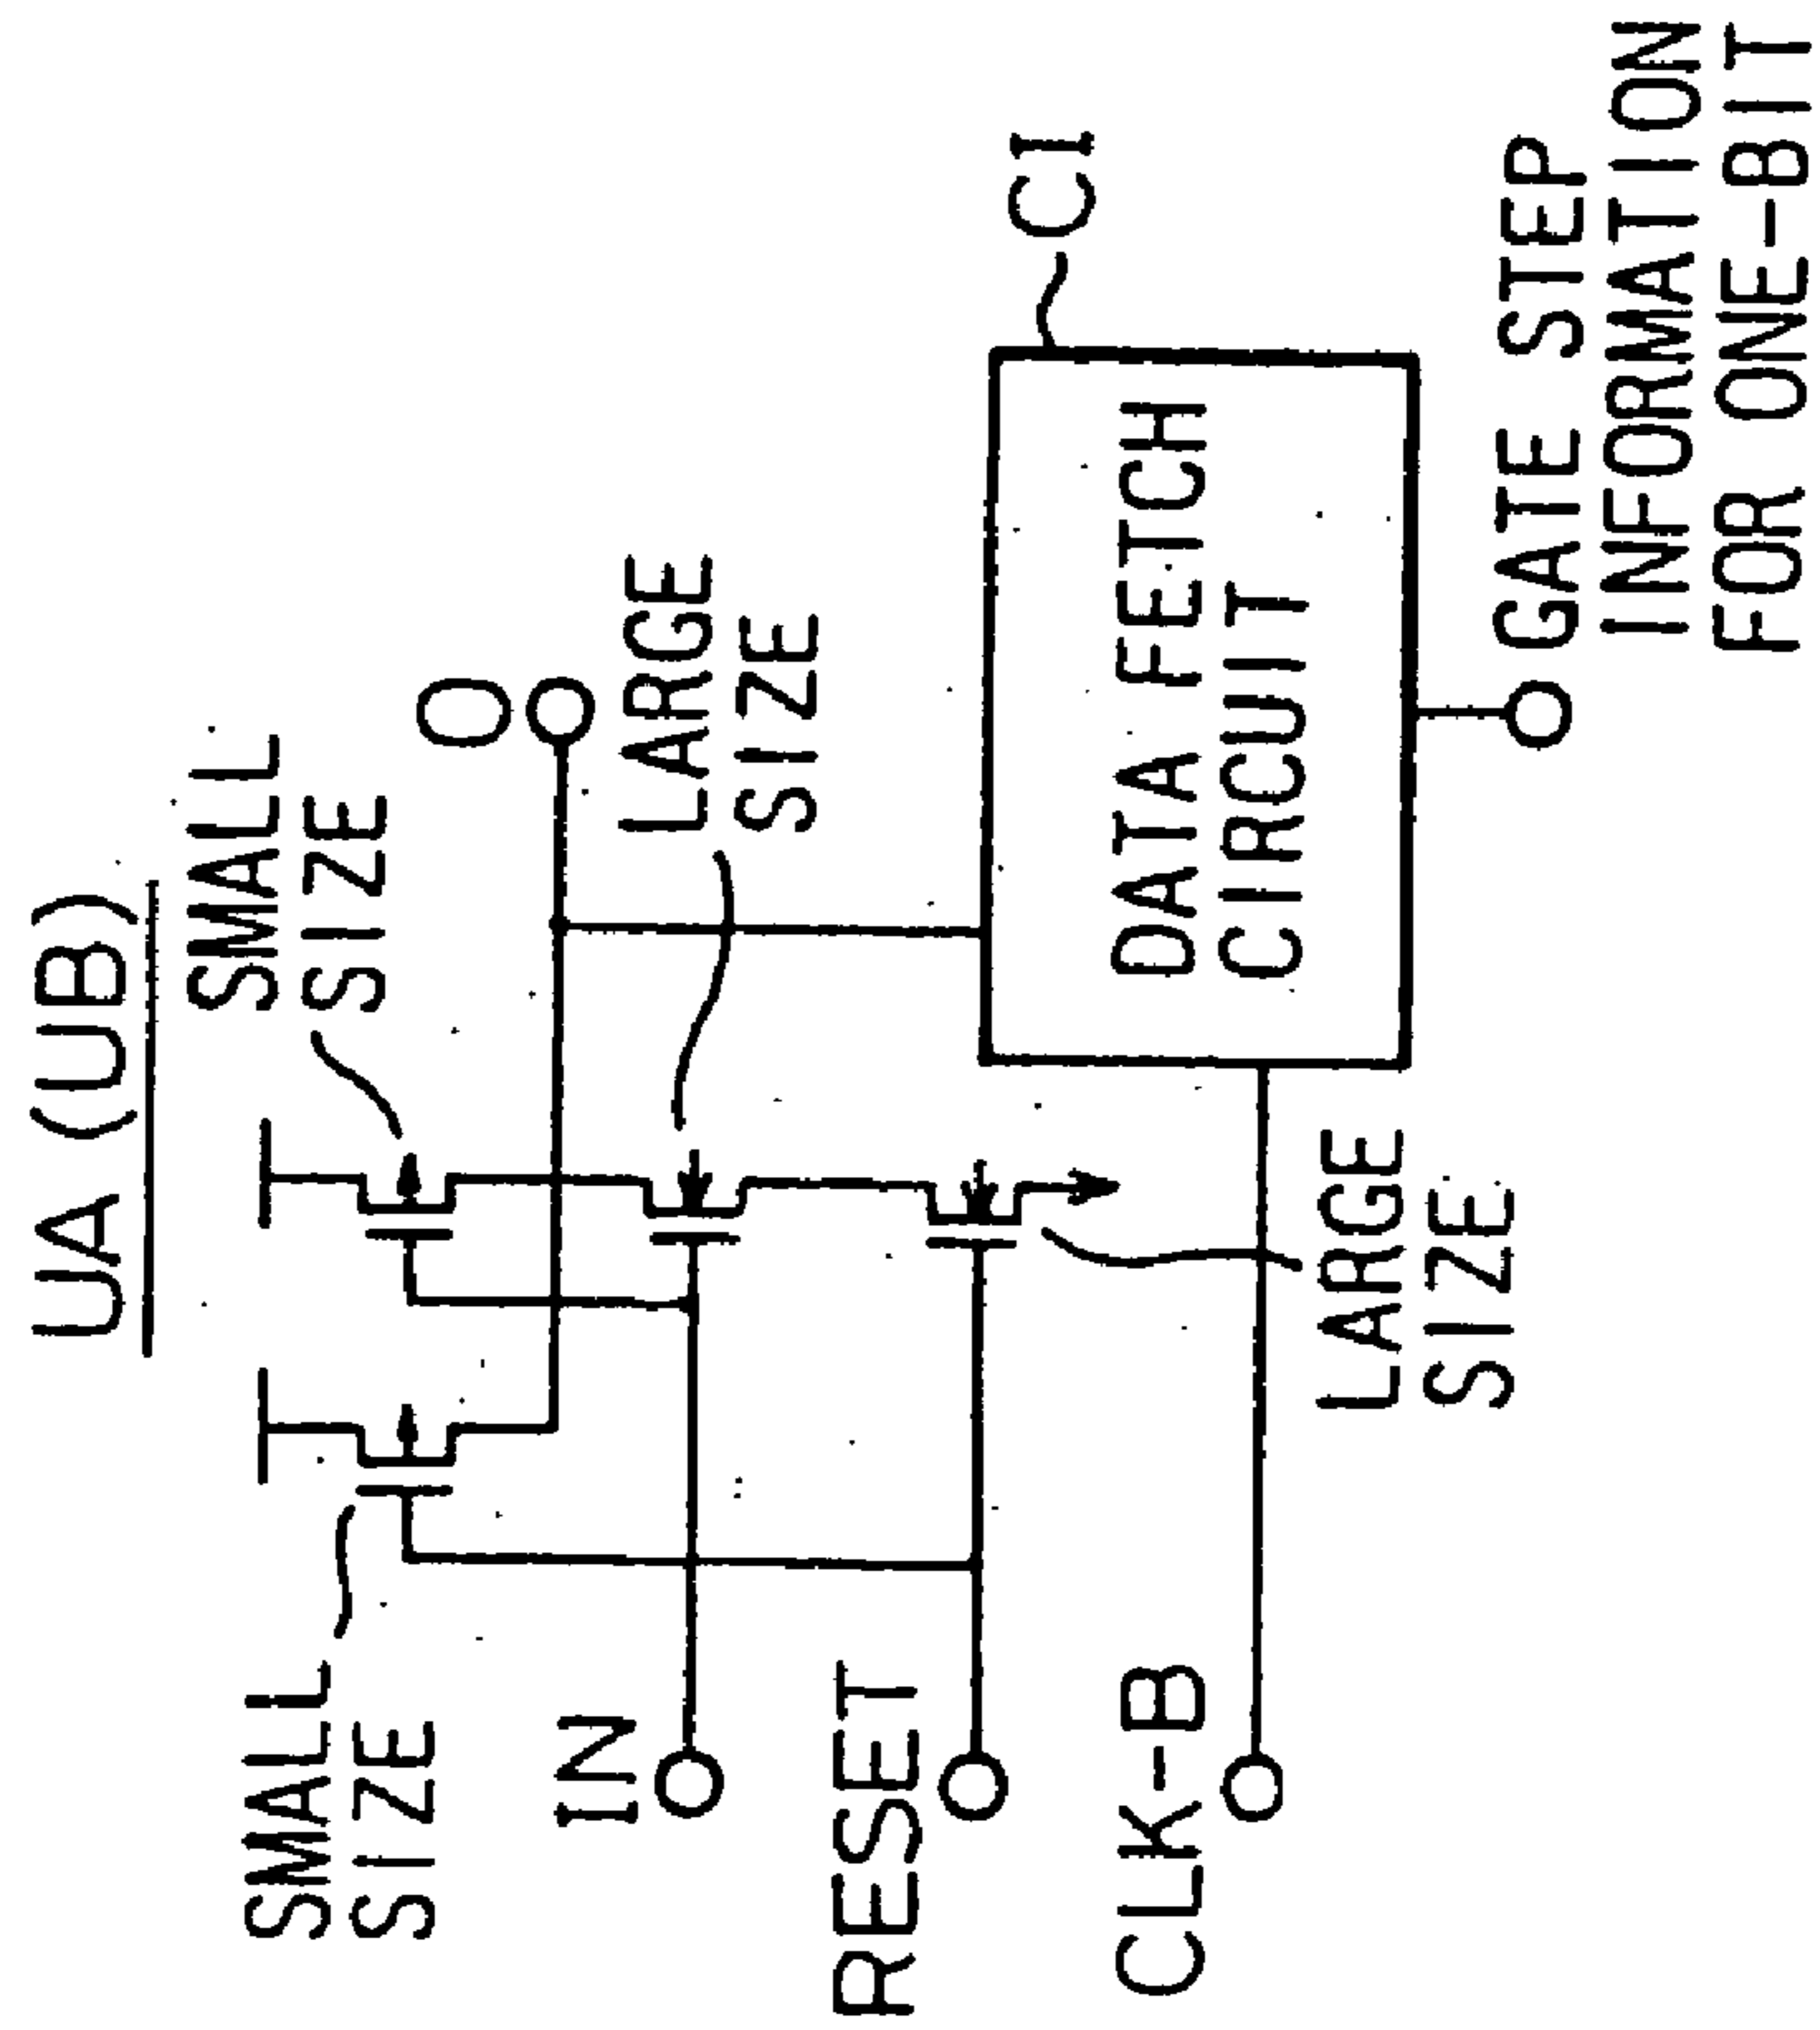 UA (UB)
SMALL
SIZE
SMALL
SIZE
O
IN
LARGE
SIZE
RESET
CI
CLK-B
DATA FETCH
CIRCUIT
LARGE
SIZE
GATE STEP
INFORMATION
FOR ONE-BIT